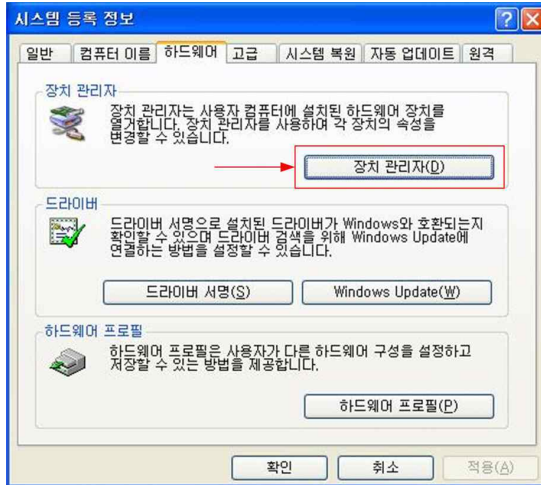 시스템 등록 정보
일반 컴퓨터 이름 하드웨어 고급 시스템 복원 자동 업데이트 원격
장치 관리자
장치 관리자는 사용자 컴퓨터에 설치된 하드웨어 장치를
열거합니다. 장치 관리자를 사용하여 각 장치의 속성을
변경할 수 있습니다.
장치 관리자(D)
드라이버
드라이버 서명으로 설치된 드라이버가 Windows와 호환되는지
확인할 수 있으며 드라이버 검색을 위해 Windows Update에
연결하는 방법을 설정할 수 있습니다.
드라이버 서명(S) Windows Update(W)
하드웨어 프로필
하드웨어 프로필은 사용자가 다른 하드웨어 구성을 설정하고
저장할 수 있는 방법을 제공합니다.
하드웨어 프로필(P)
확인 취소 적용(A)